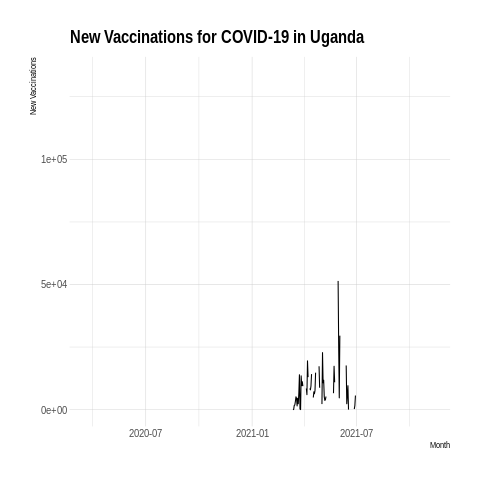 New Vaccinations for COVID-19 in Uganda
New Vaccinations
1e+05
5e+04
0e+00
2020-07
2021-01
2021-07
Month